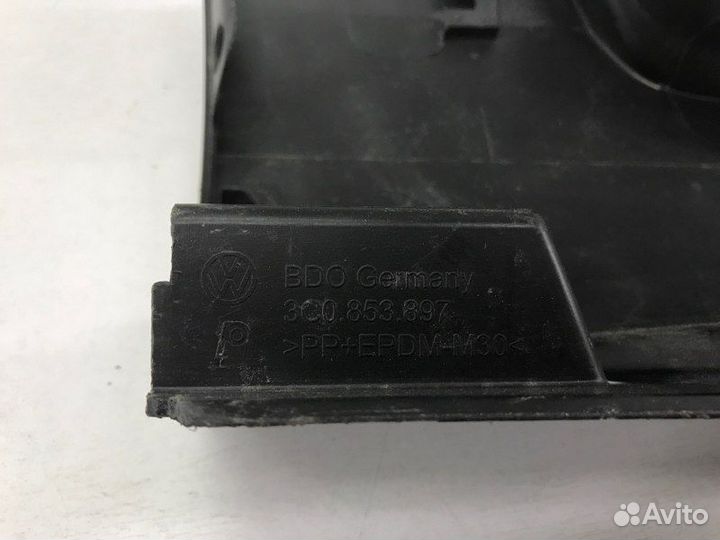 BDO Germany
3C0.853.897
>PP+EPDM-M30<
Avito